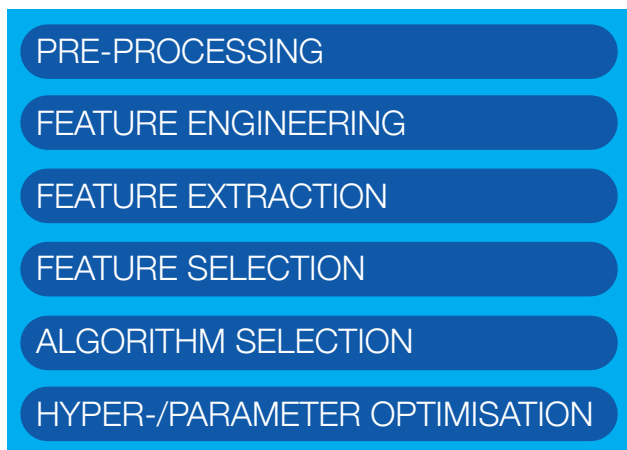 PRE-PROCESSING
FEATURE ENGINEERING
FEATURE EXTRACTION
FEATURE SELECTION
ALGORITHM SELECTION
HYPER-/PARAMETER OPTIMISATION